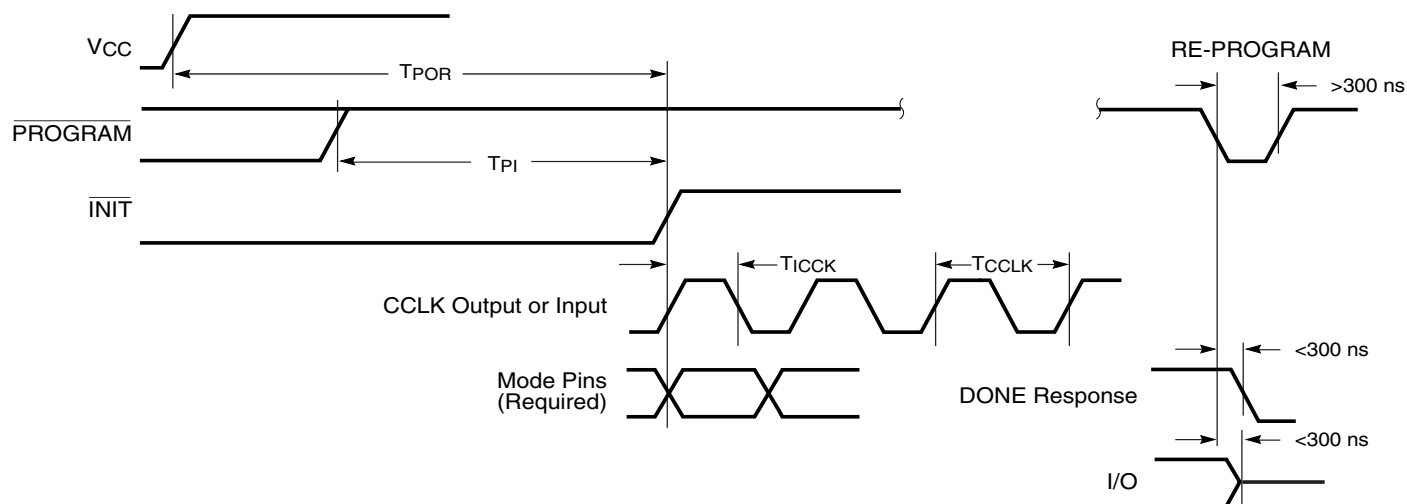 VCC
TPOR
RE-PROGRAM
>300 ns
PROGRAM
TPI
INIT
TICCK
TCCLK
CCLK Output or Input
<300 ns
Mode Pins
(Required)
DONE Response
<300 ns
I/O